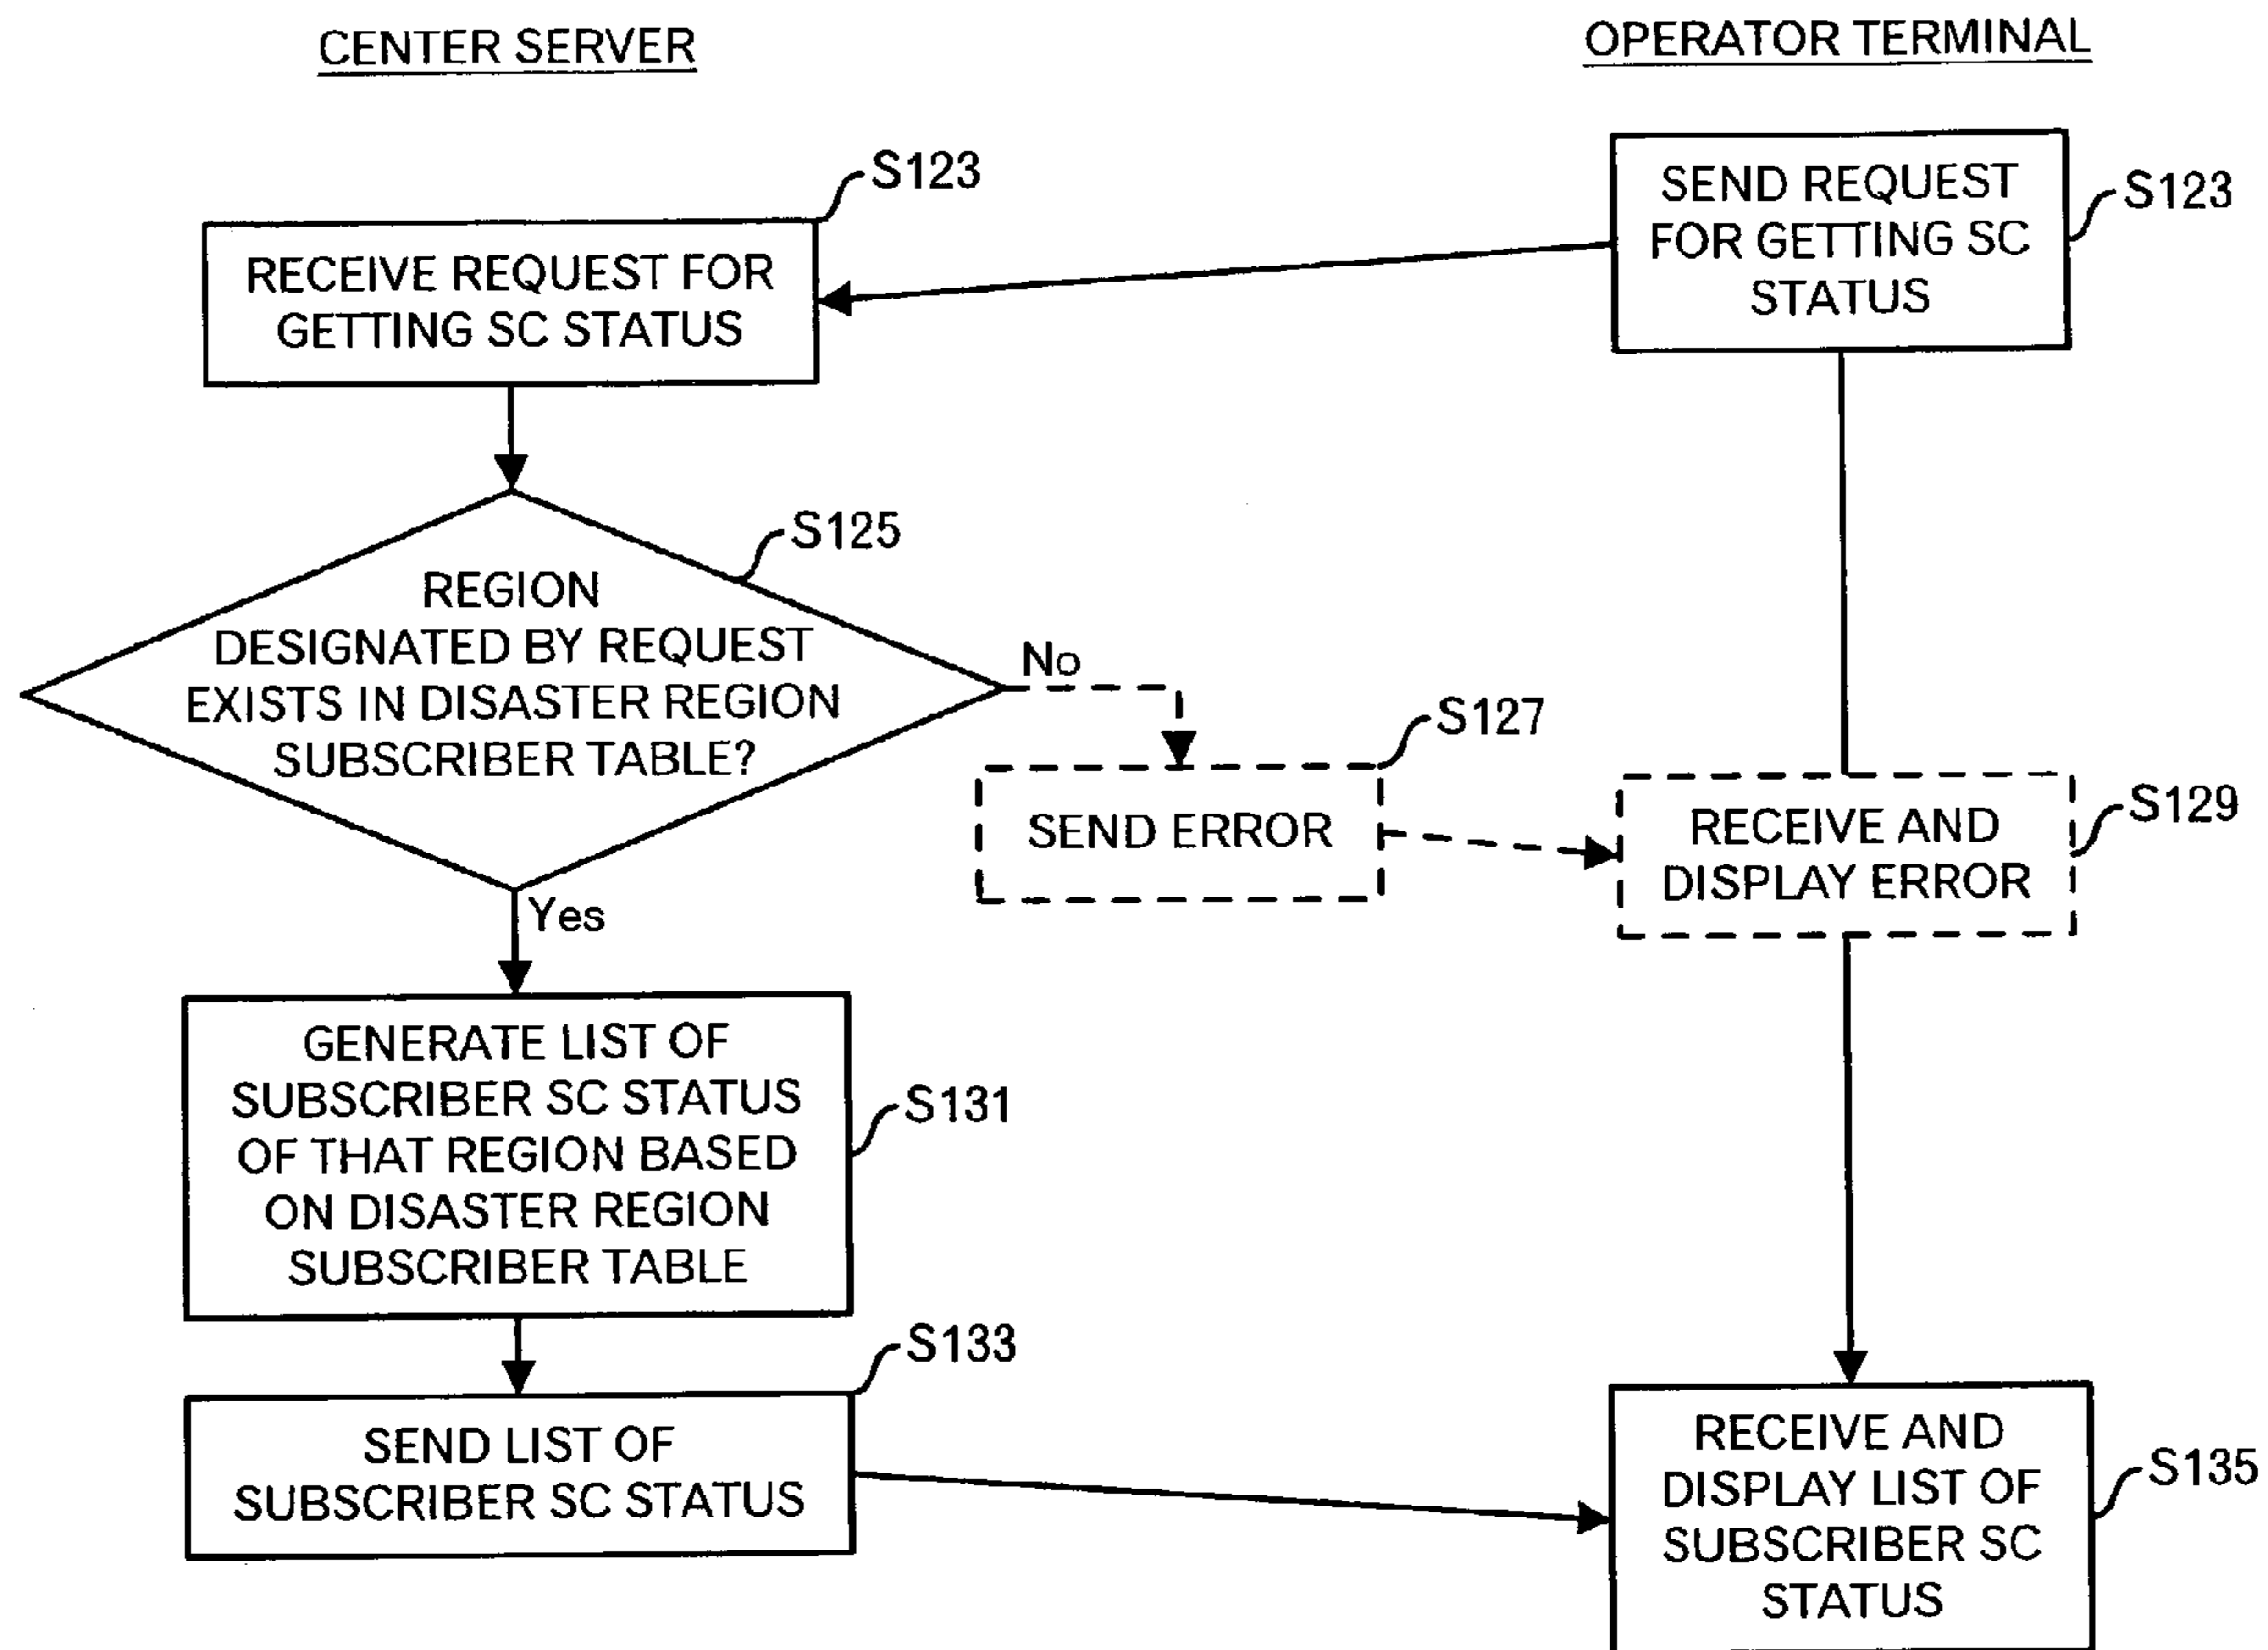 CENTER SERVER
OPERATOR TERMINAL
S123
SEND REQUEST
FOR GETTING SC
STATUS
S123
RECEIVE REQUEST FOR
GETTING SC STATUS
S125
REGION
DESIGNATED BY REQUEST
EXISTS IN DISASTER REGION
SUBSCRIBER TABLE?
No
S127
SEND ERROR
S129
RECEIVE AND
DISPLAY ERROR
Yes
GENERATE LIST OF
SUBSCRIBER SC STATUS
OF THAT REGION BASED
ON DISASTER REGION
SUBSCRIBER TABLE
S131
S133
SEND LIST OF
SUBSCRIBER SC STATUS
RECEIVE AND
DISPLAY LIST OF
SUBSCRIBER SC
STATUS
S135